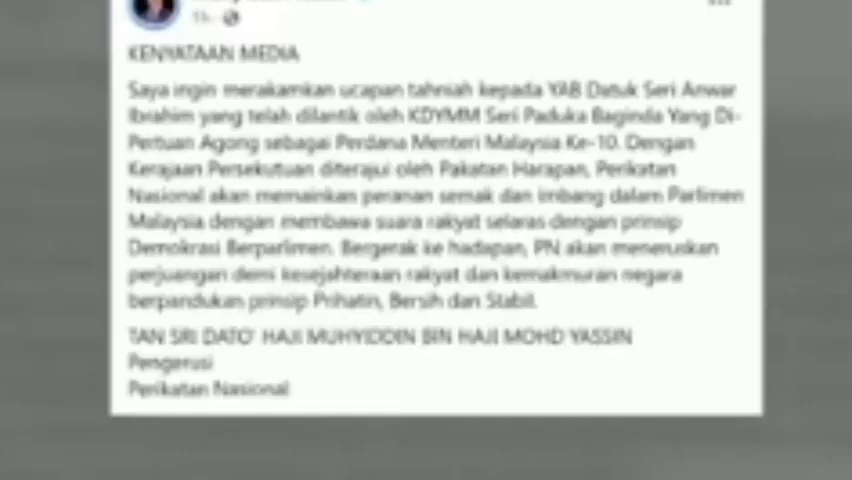 KENYATAAN MEDIA
Saya ingin merakamkan ucapan tahniah kepada YAB Datuk Seri Anwar
Ibrahim yang telah dilantik oleh KDYMM Seri Paduka Baginda Yang Di-
Pertuan Agong sebagai Perdana Menteri Malaysia Ke-10. Dengan
Kerajaan Persekutuan diterajui oleh Pakatan Harapan, Perikatan
Nasional akan memainkan peranan semak dan imbang dalam Parlimen
Malaysia dengan membawa suara rakyat selaras dengan prinsip
Demokrasi Berparlimen. Bergerak ke hadapan, PN akan meneruskan
perjuangan demi kesejahteraan rakyat dan kemakmuran negara
berpandukan prinsip Prihatin, Bersih dan Stabil.
TAN SRI DATO' HAJI MUHYIDDIN BIN HAJI MOHD YASSIN
Pengerusi
Perikatan Nasional